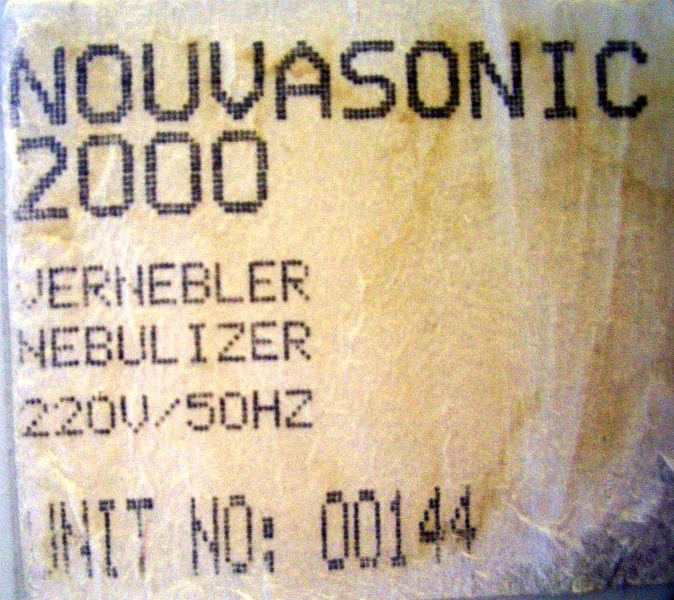 NOUVASONIC
2000
VERNEBLER
NEBULIZER
220V/50HZ
UNIT NO: 00144